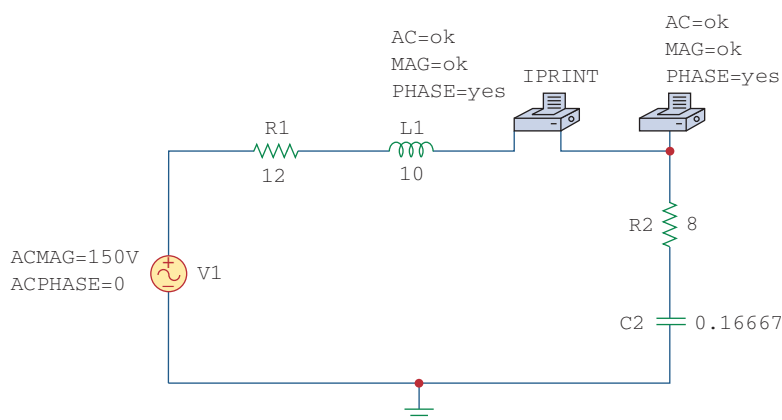 AC=ok
MAG=ok
PHASE=yes
IPRINT
AC=ok
MAG=ok
PHASE=yes
R1
12
L1
10
R2
8
ACMAG=150V
ACPHASE=0
V1
C2
0.16667